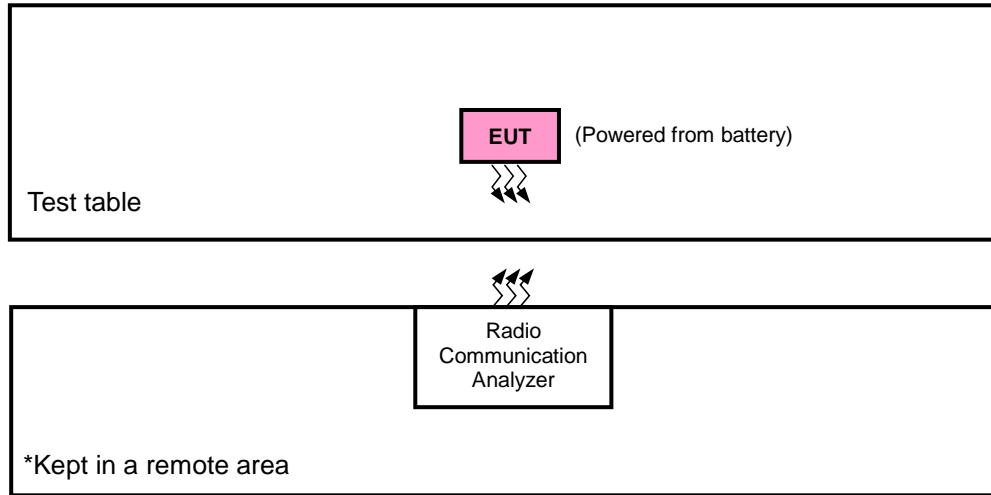 EUT
(Powered from battery)
Test table
Radio
Communication
Analyzer
*Kept in a remote area